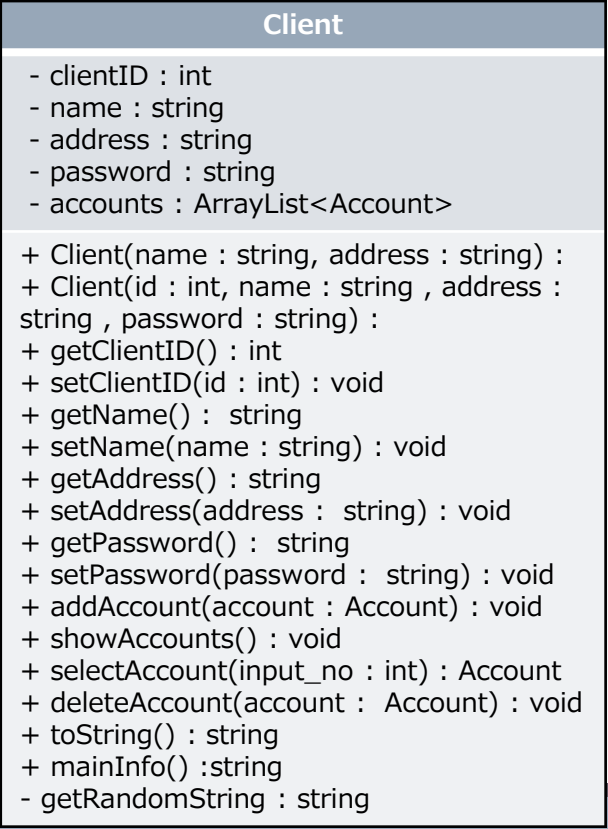 Client
- clientID : int
- name : string
- address : string
- password : string
- accounts : ArrayList<Account>
+ Client(name : string, address : string) :
+ Client(id : int, name : string , address :
string , password : string) :
+ getClientID() : int
+ setClientID(id : int) : void
+ getName() :  string
+ setName(name : string) : void
+ getAddress() : string
+ setAddress(address :  string) : void
+ getPassword() :  string
+ setPassword(password :  string) : void
+ addAccount(account : Account) : void
+ showAccounts() : void
+ selectAccount(input_no : int) : Account
+ deleteAccount(account :  Account) : void
+ toString() : string
+ mainInfo() :string
- getRandomString : string